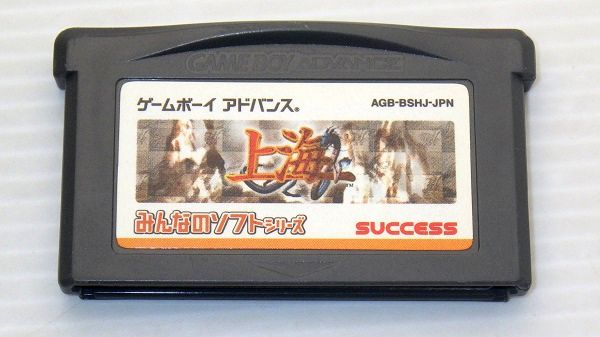 GAME BOY ADVANCE
ゲームボーイ アドバンス®
AGB-BSHJ-JPN
上海
™
みんなのソフトシリーズ
SUCCESS